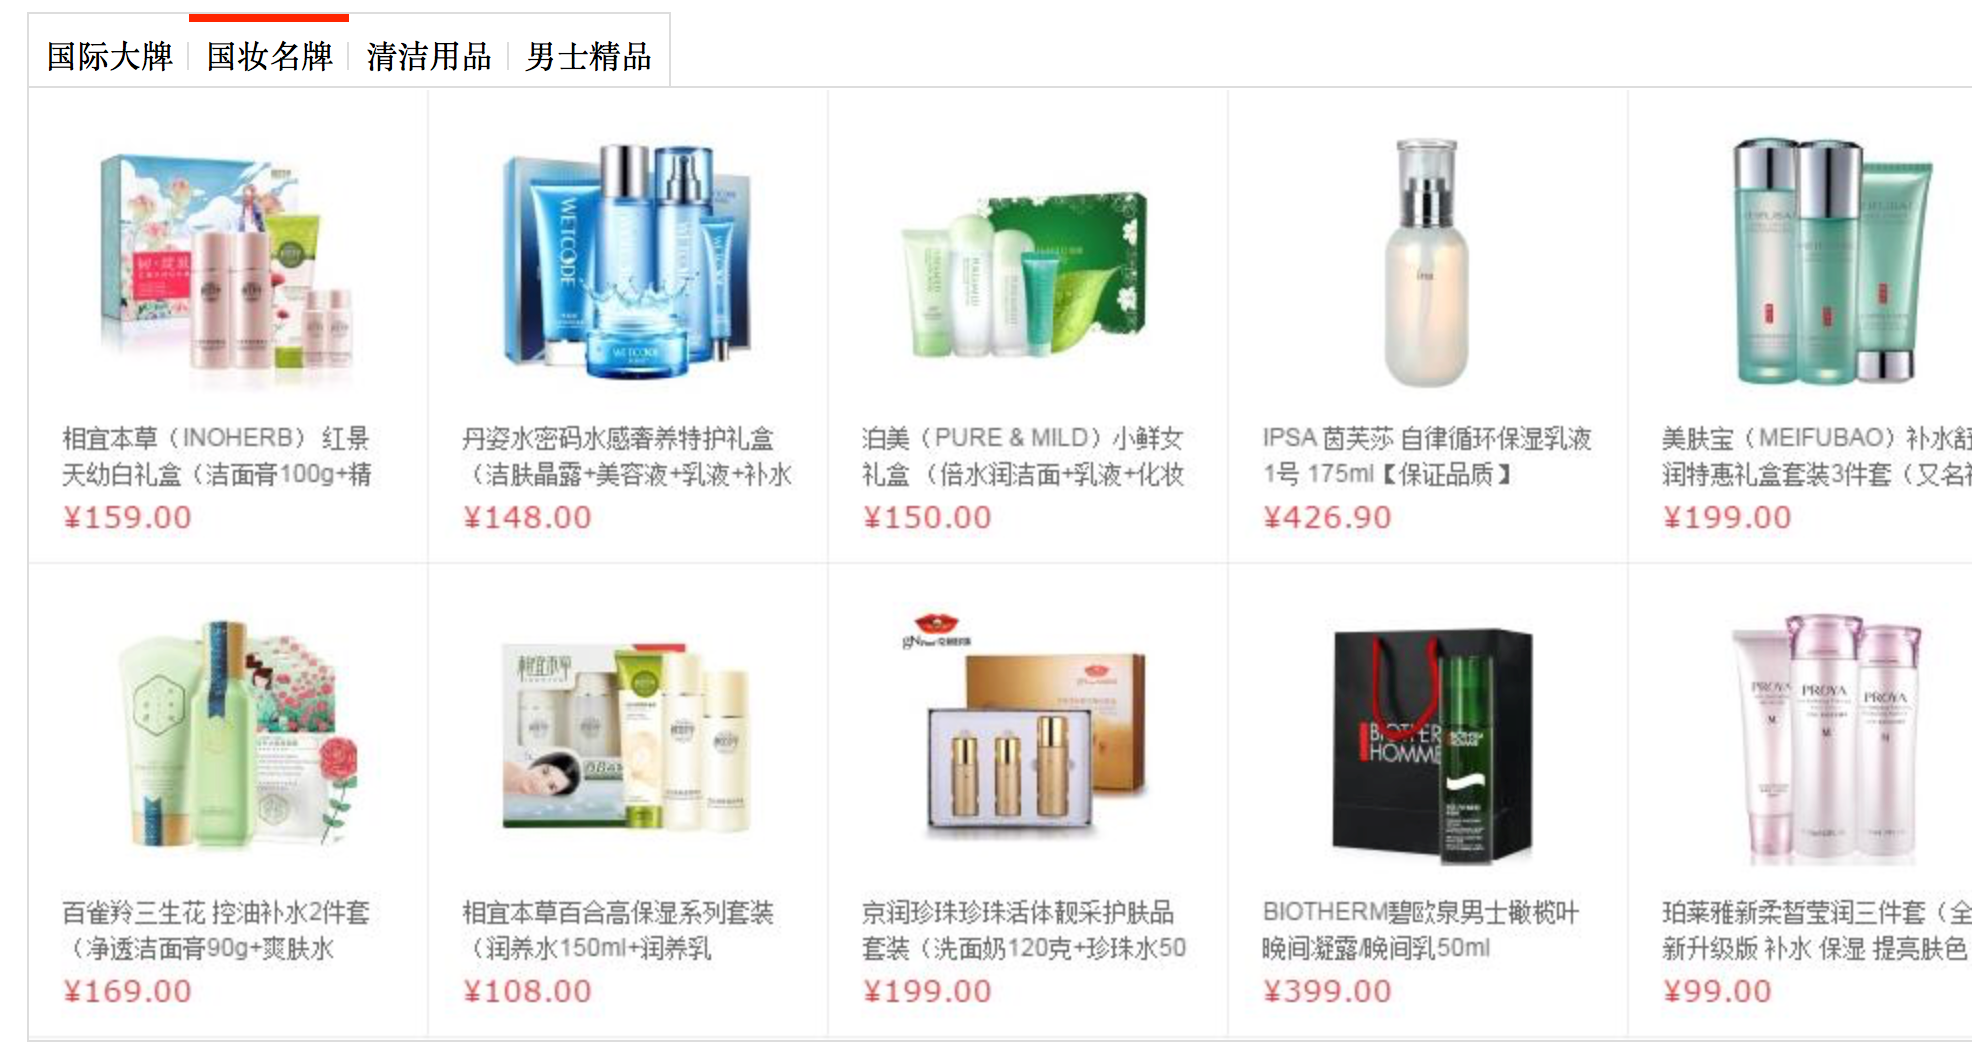 国际大牌 国妆名牌 清洁用品 男士精品
WETCODE
WETCODE
相宜本草（INOHERB） 红景
天幼白礼盒（洁面膏100g+精
¥159.00
丹姿水密码水感奢养特护礼盒
（洁肤晶露+美容液+乳液+补水
¥148.00
泊美（PURE & MILD）小鲜女
礼盒 （倍水润洁面+乳液+化妆
¥150.00
IPSA 茵芙莎 自律循环保湿乳液
1号 175ml【保证品质】
¥426.90
美肤宝（MEIFUBAO）补水舒
润特惠礼盒套装3件套（又名礼
¥199.00
相宜本草
BIOTHERM
HOMME
PROYA
PROYA
PROYA
百雀羚三生花 控油补水2件套
（净透洁面膏90g+爽肤水
¥169.00
相宜本草百合高保湿系列套装
（润养水150ml+润养乳
¥108.00
京润珍珠珍珠活体靓采护肤品
套装（洗面奶120克+珍珠水50
¥199.00
BIOTHERM碧欧泉男士橄榄叶
晚间凝露/晚间乳50ml
¥399.00
珀莱雅新柔皙莹润三件套（全
新升级版 补水 保湿 提亮肤色
¥99.00